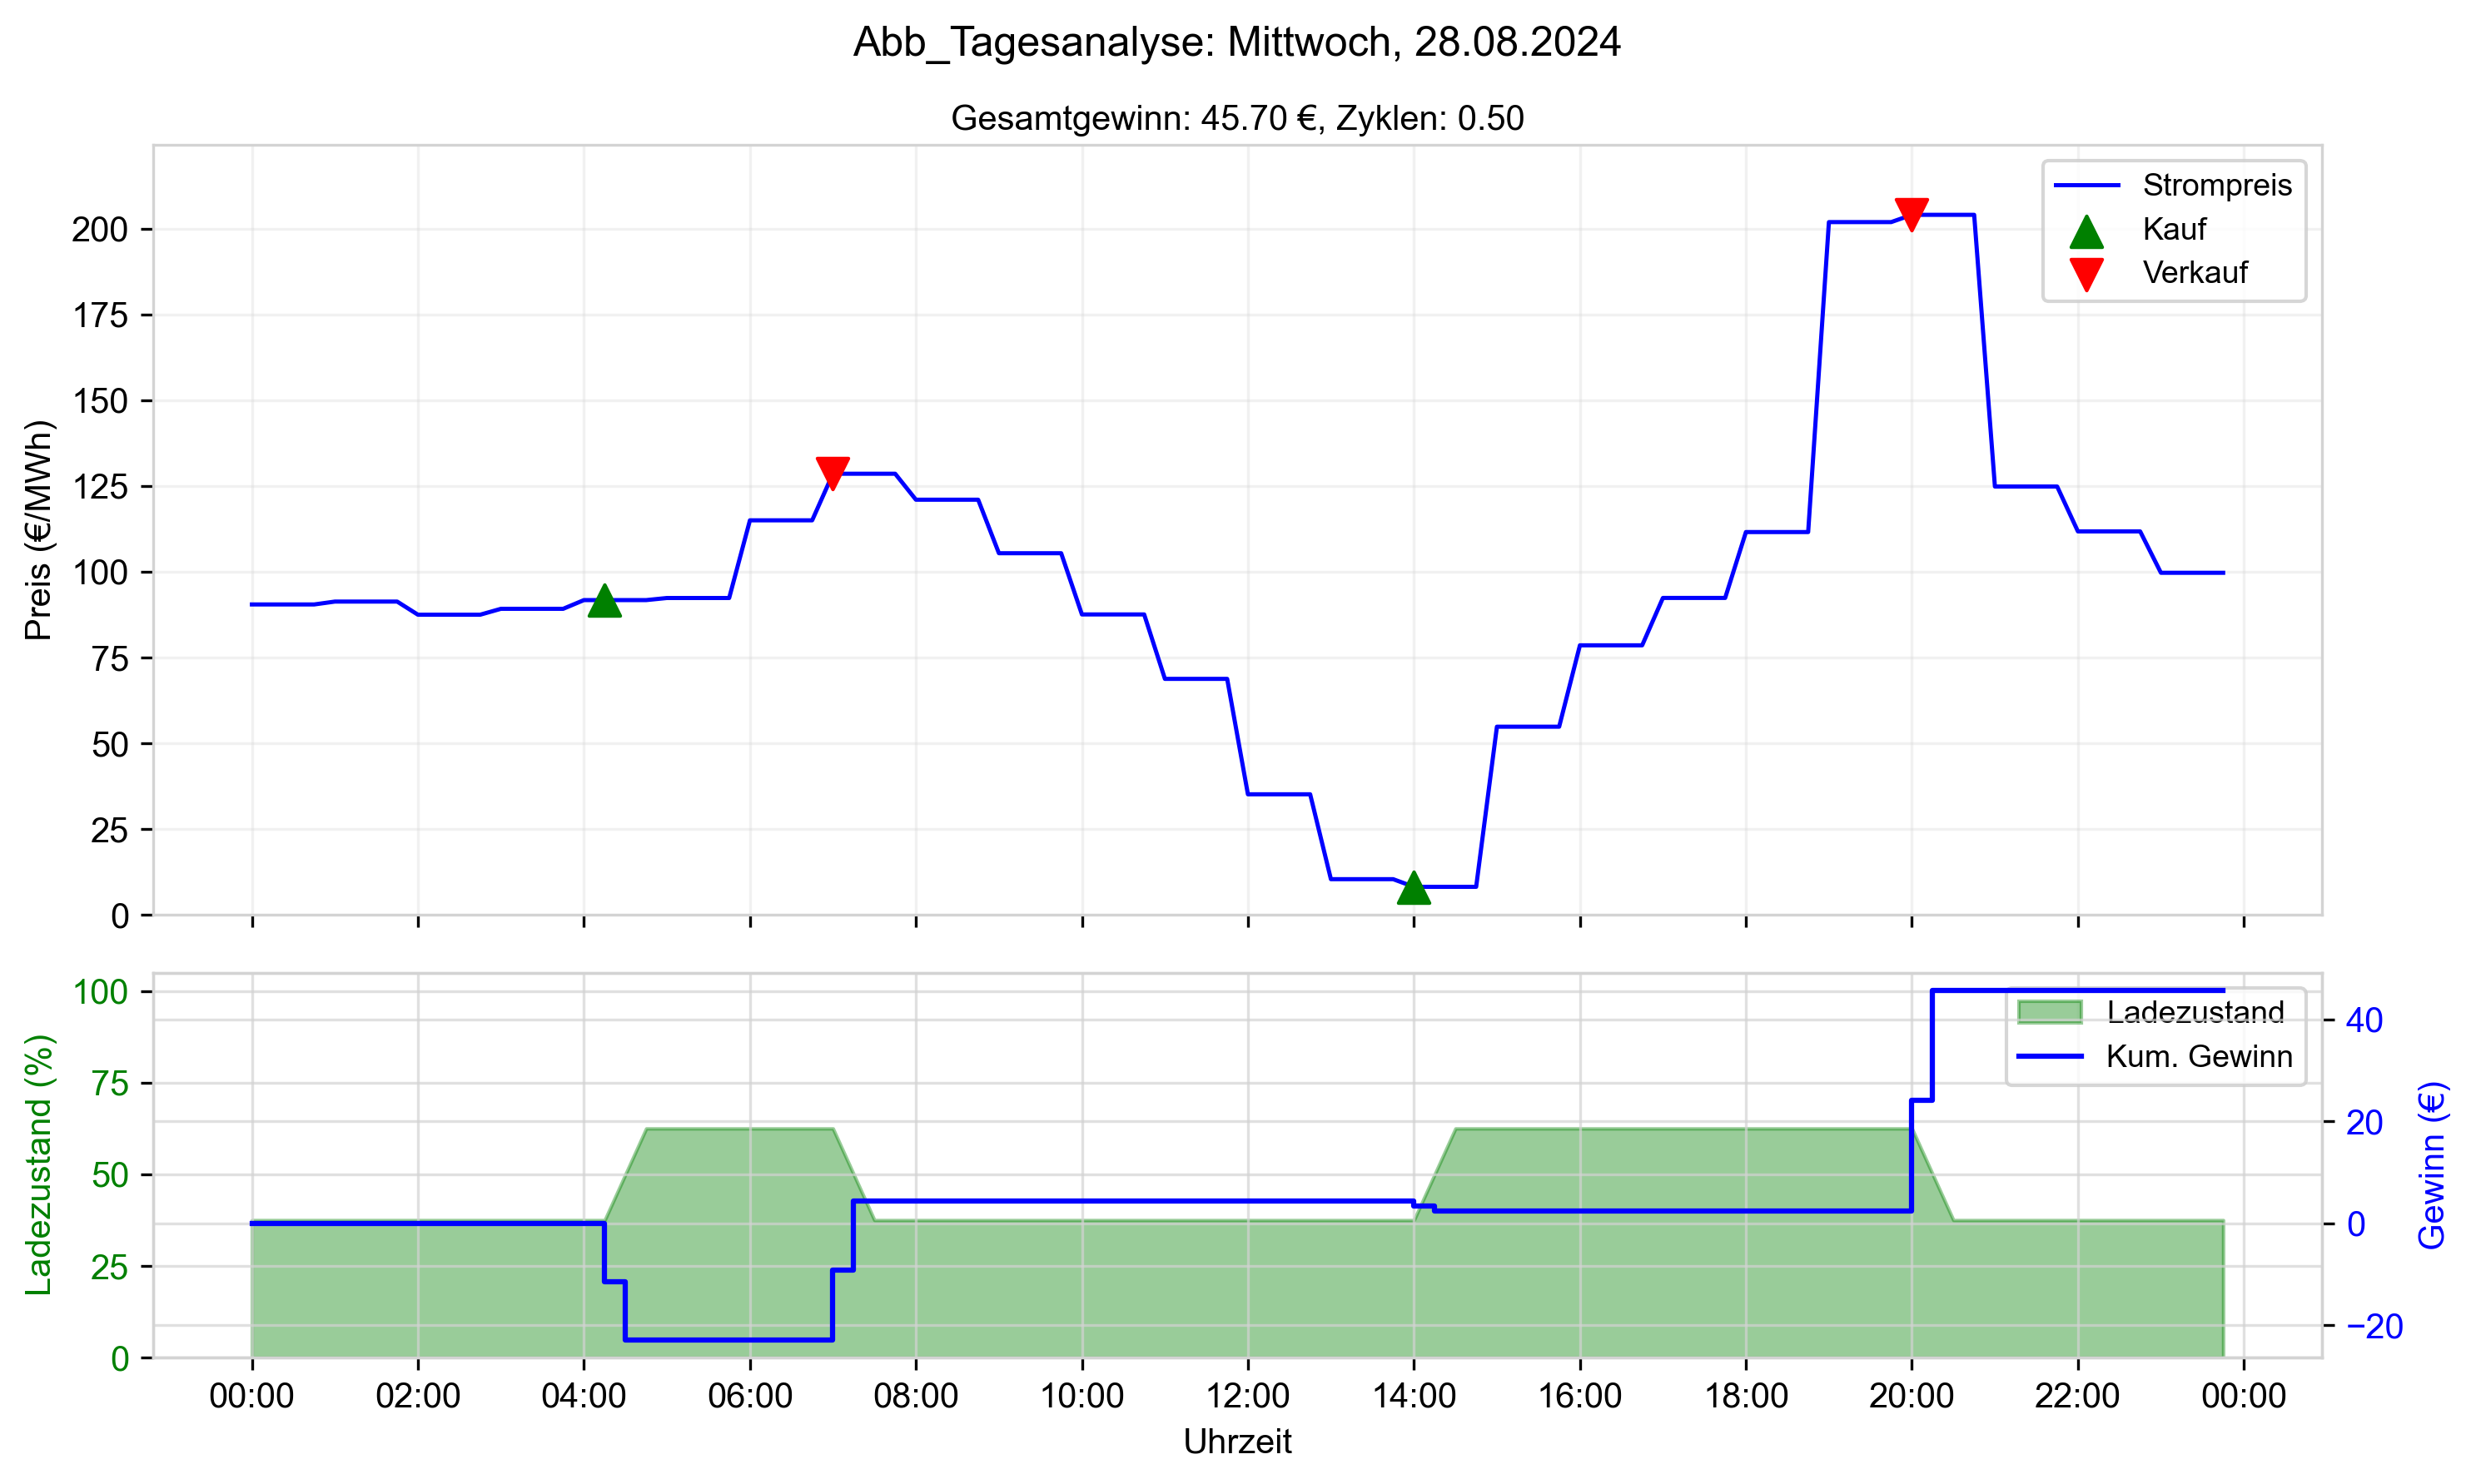 Abb_Tagesanalyse: Mittwoch, 28.08.2024
Gesamtgewinn: 45.70 €, Zyklen: 0.50
Preis (€/MWh)
200
175
150
125
100
75
50
25
0
Strompreis
Kauf
Verkauf
Ladezustand (%)
100
75
50
25
0
Ladezustand
Kum. Gewinn
40
20
0
−20
Gewinn (€)
00:00 02:00 04:00 06:00 08:00 10:00 12:00 14:00 16:00 18:00 20:00 22:00 00:00
Uhrzeit